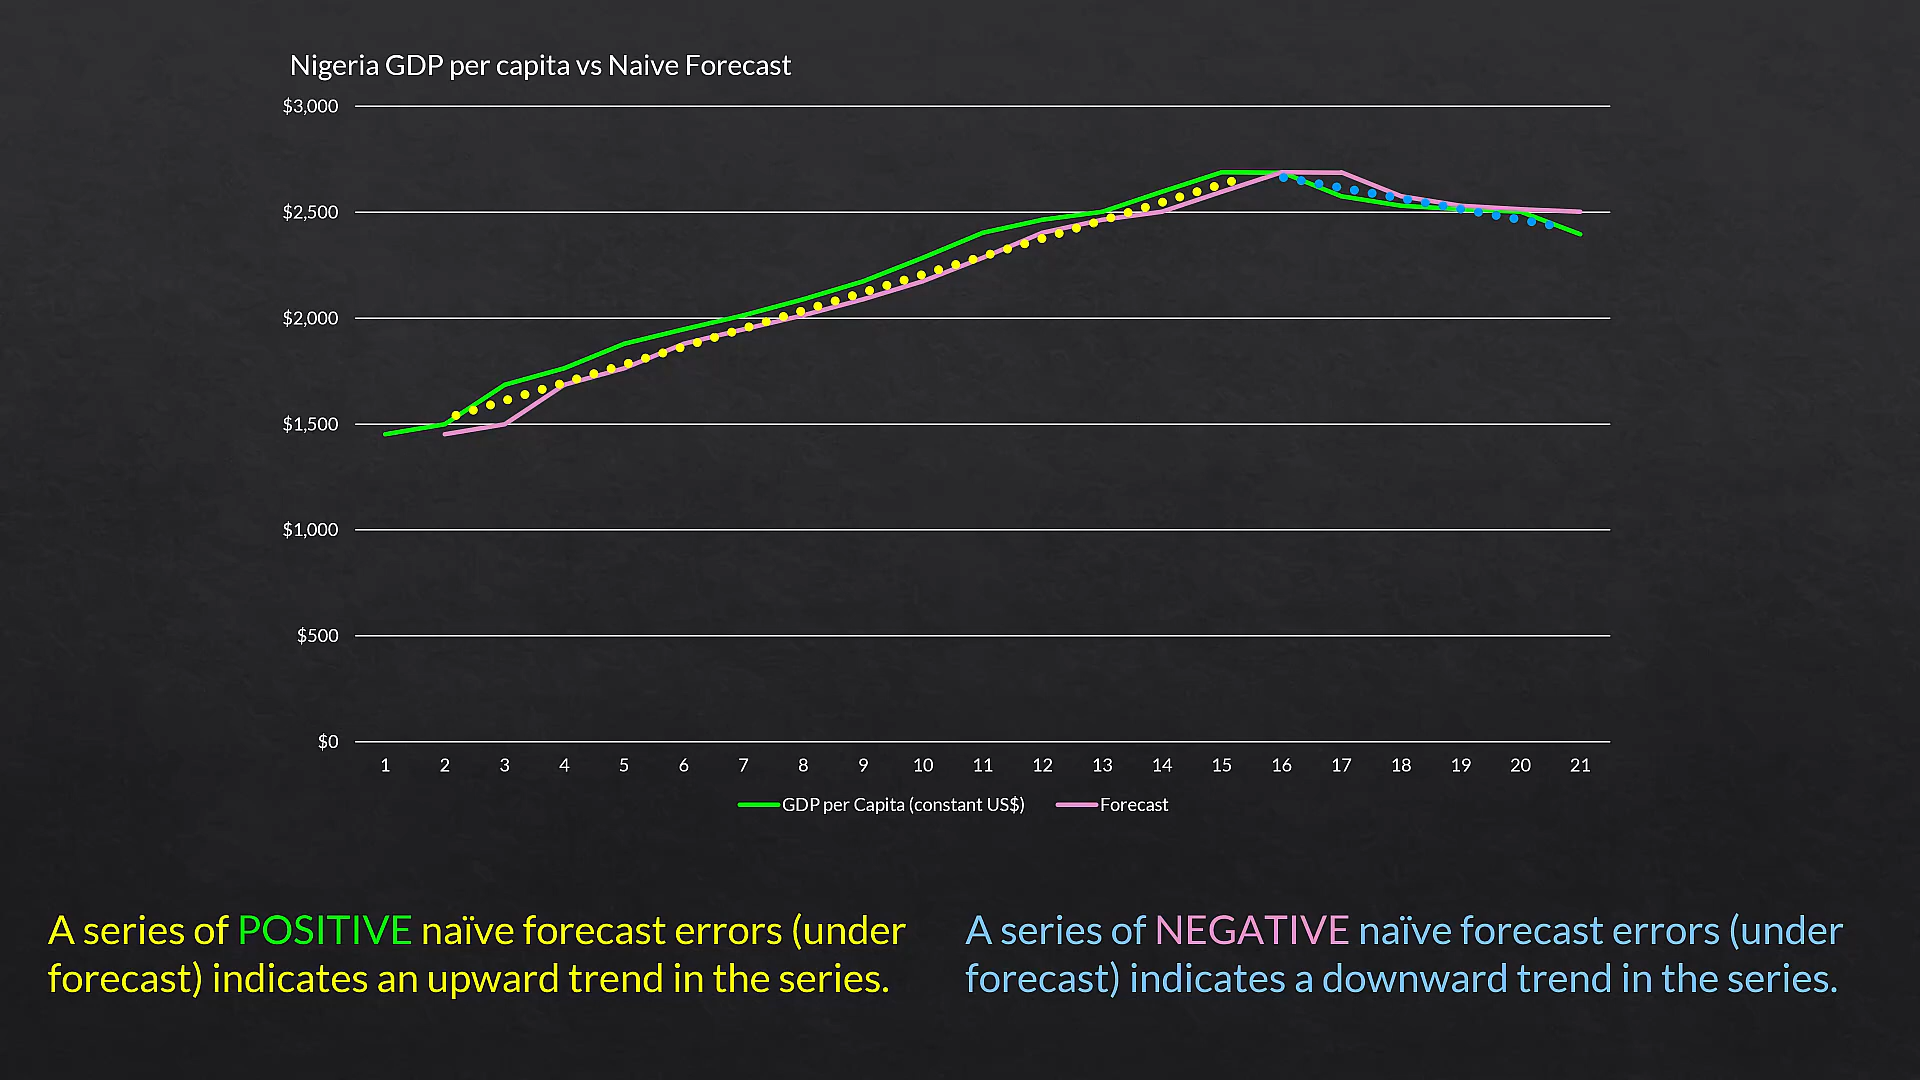 Nigeria GDP per capita vs Naive Forecast
$3,000
$2,500
$2,000
$1,500
$1,000
$500
$0
1 2 3 4 5 6 7 8 9 10 11 12 13 14 15 16 17 18 19 20 21
GDP per Capita (constant US$) Forecast
A series of POSITIVE naïve forecast errors (under
forecast) indicates an upward trend in the series.
A series of NEGATIVE naïve forecast errors (under
forecast) indicates a downward trend in the series.